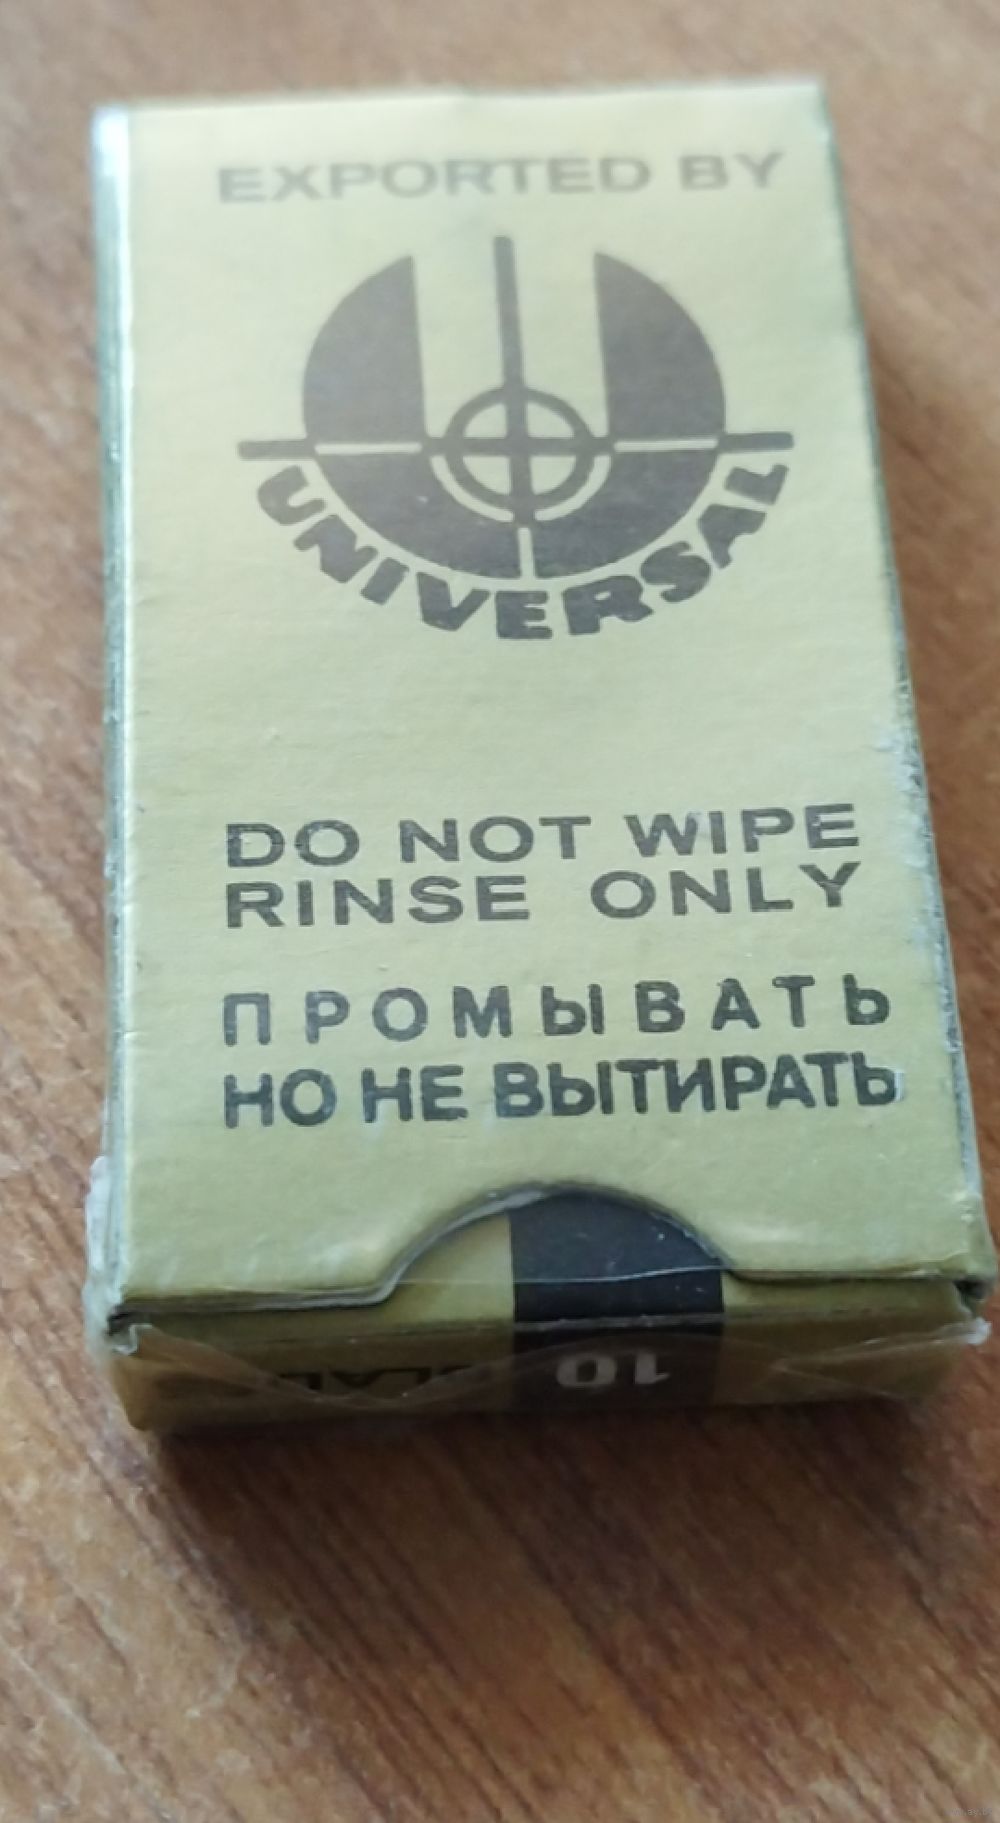 EXPORTED BY
UNIVERSAL
DO NOT WIPE
RINSE ONLY
ПРОМЫВАТЬ
НО НЕ ВЫТИРАТЬ
10